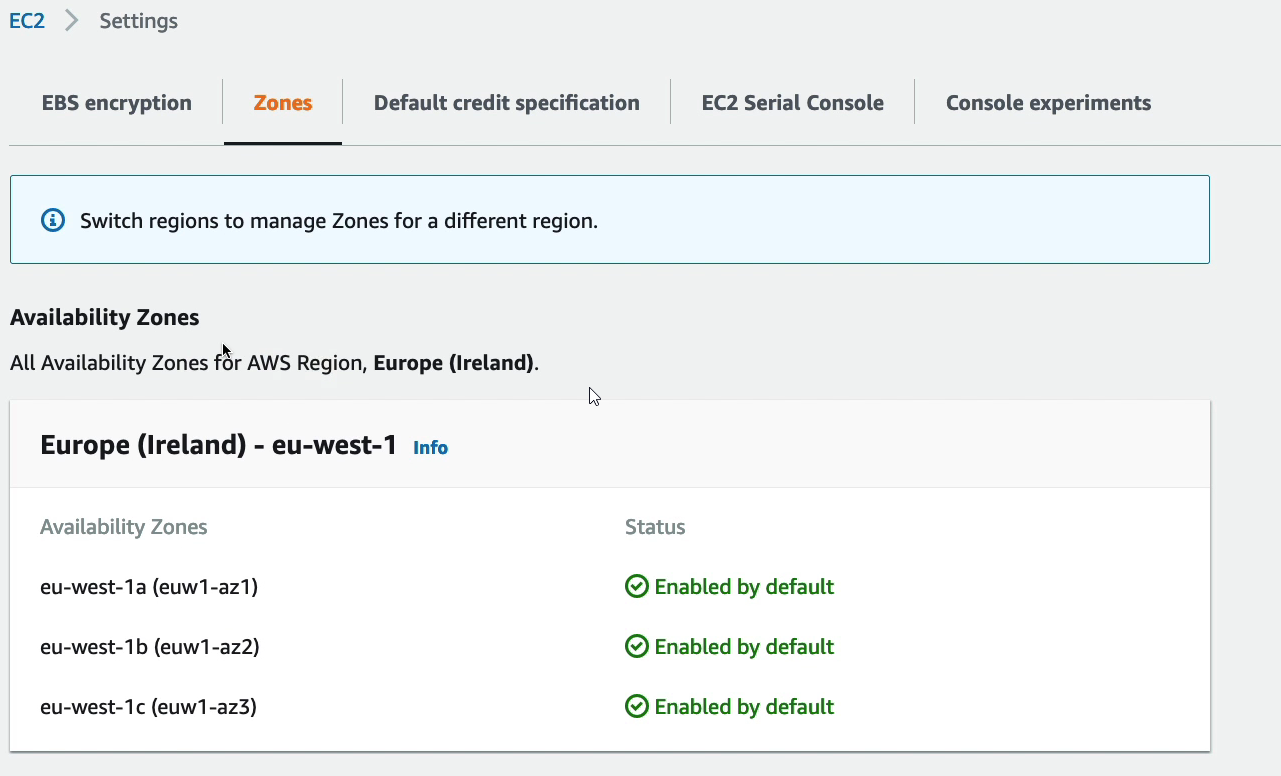 EC2 Settings
EBS encryption Zones Default credit specification EC2 Serial Console Console experiments
Switch regions to manage Zones for a different region.
Availability Zones
All Availability Zones for AWS Region, Europe (Ireland).
Europe (Ireland) - eu-west-1 Info
Availability Zones Status
eu-west-1a (euw1-az1) Enabled by default
eu-west-1b (euw1-az2) Enabled by default
eu-west-1c (euw1-az3) Enabled by default